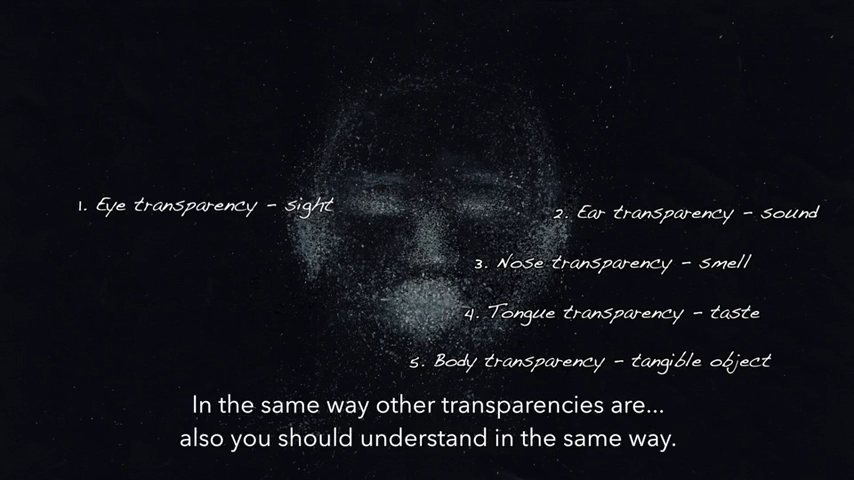 1. Eye transparency - sight
2. Ear transparency - sound
3. Nose transparency - smell
4. Tongue transparency - taste
5. Body transparency - tangible object
In the same way other transparencies are...
also you should understand in the same way.